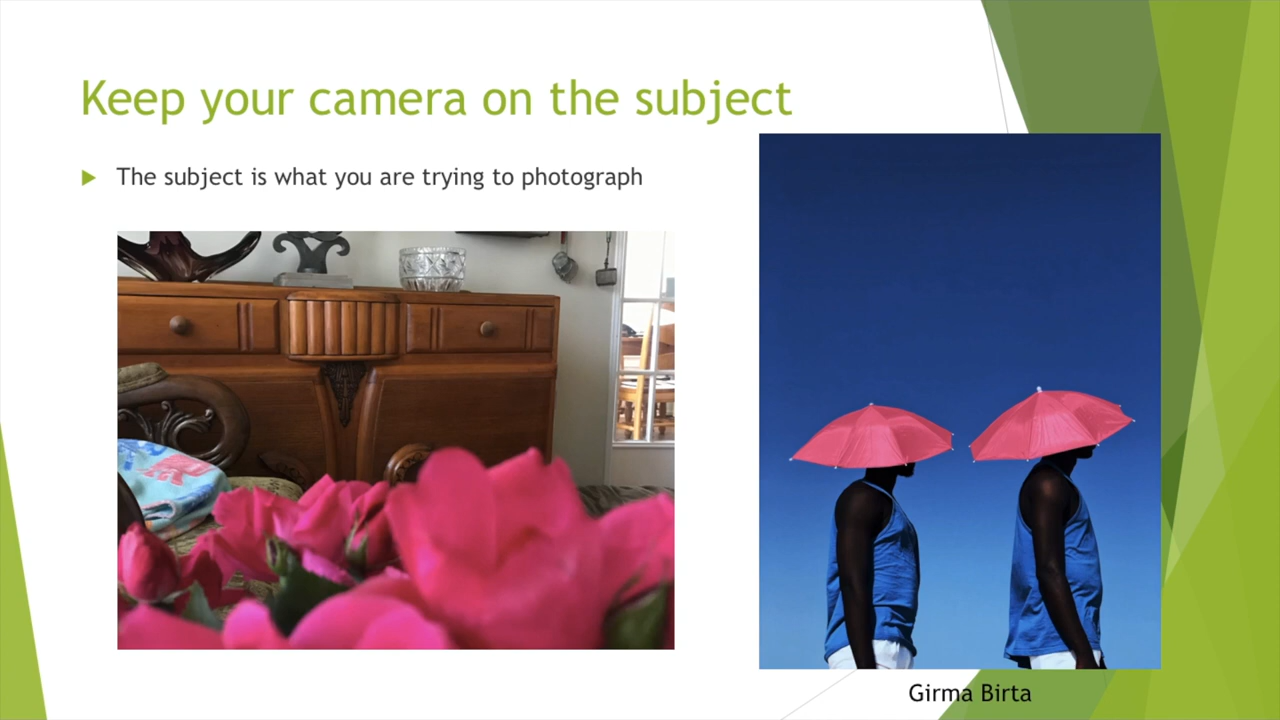 Keep your camera on the subject
The subject is what you are trying to photograph
Girma Birta